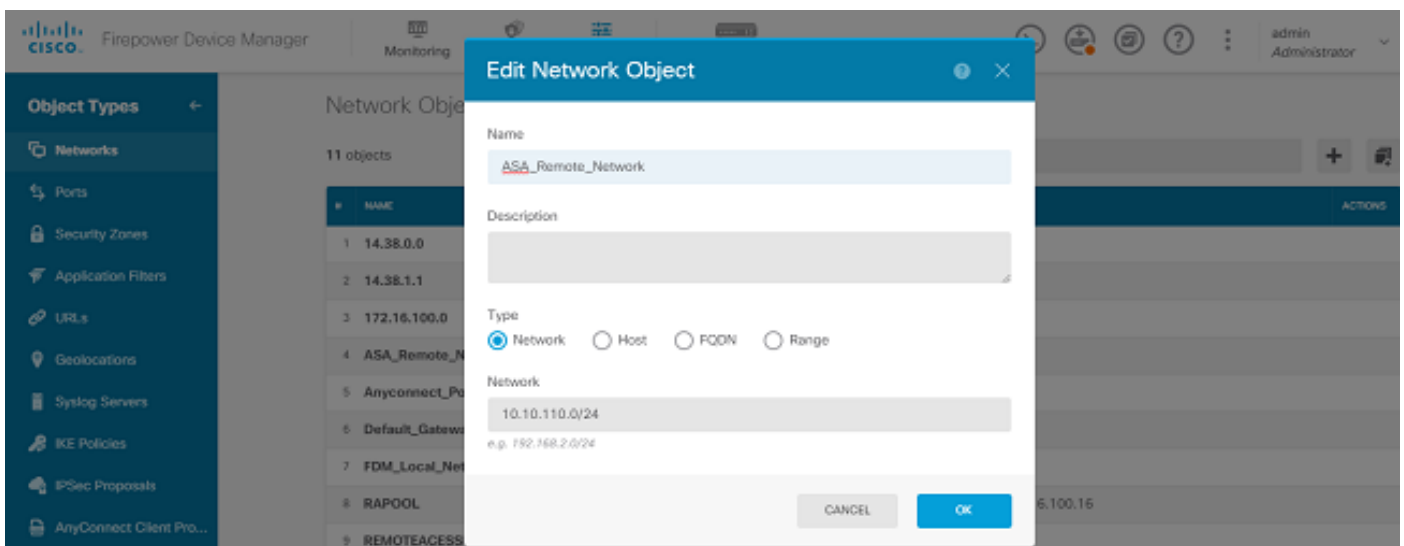 CISCO. Firepower Device Manager
Monitoring
admin
Administrator
Object Types
Networks
Ports
Security Zones
Application Filters
URLs
Geolocations
Syslog Servers
IKE Policies
IPSec Proposals
AnyConnect Client Pro...
Network Obje
11 objects
# NAME ACTIONS
1 14.38.0.0
2 14.38.1.1
3 172.16.100.0
4 ASA_Remote_N
5 Anyconnect_Po
6 Default_Gatewa
7 FDM_Local_Net
8 RAPOOL 6.100.16
9 REMOTEACESS
Edit Network Object
Name
ASA_Remote_Network
Description
Type
Network Host FQDN Range
Network
10.10.110.0/24
e.g. 192.168.2.0/24
CANCEL OK